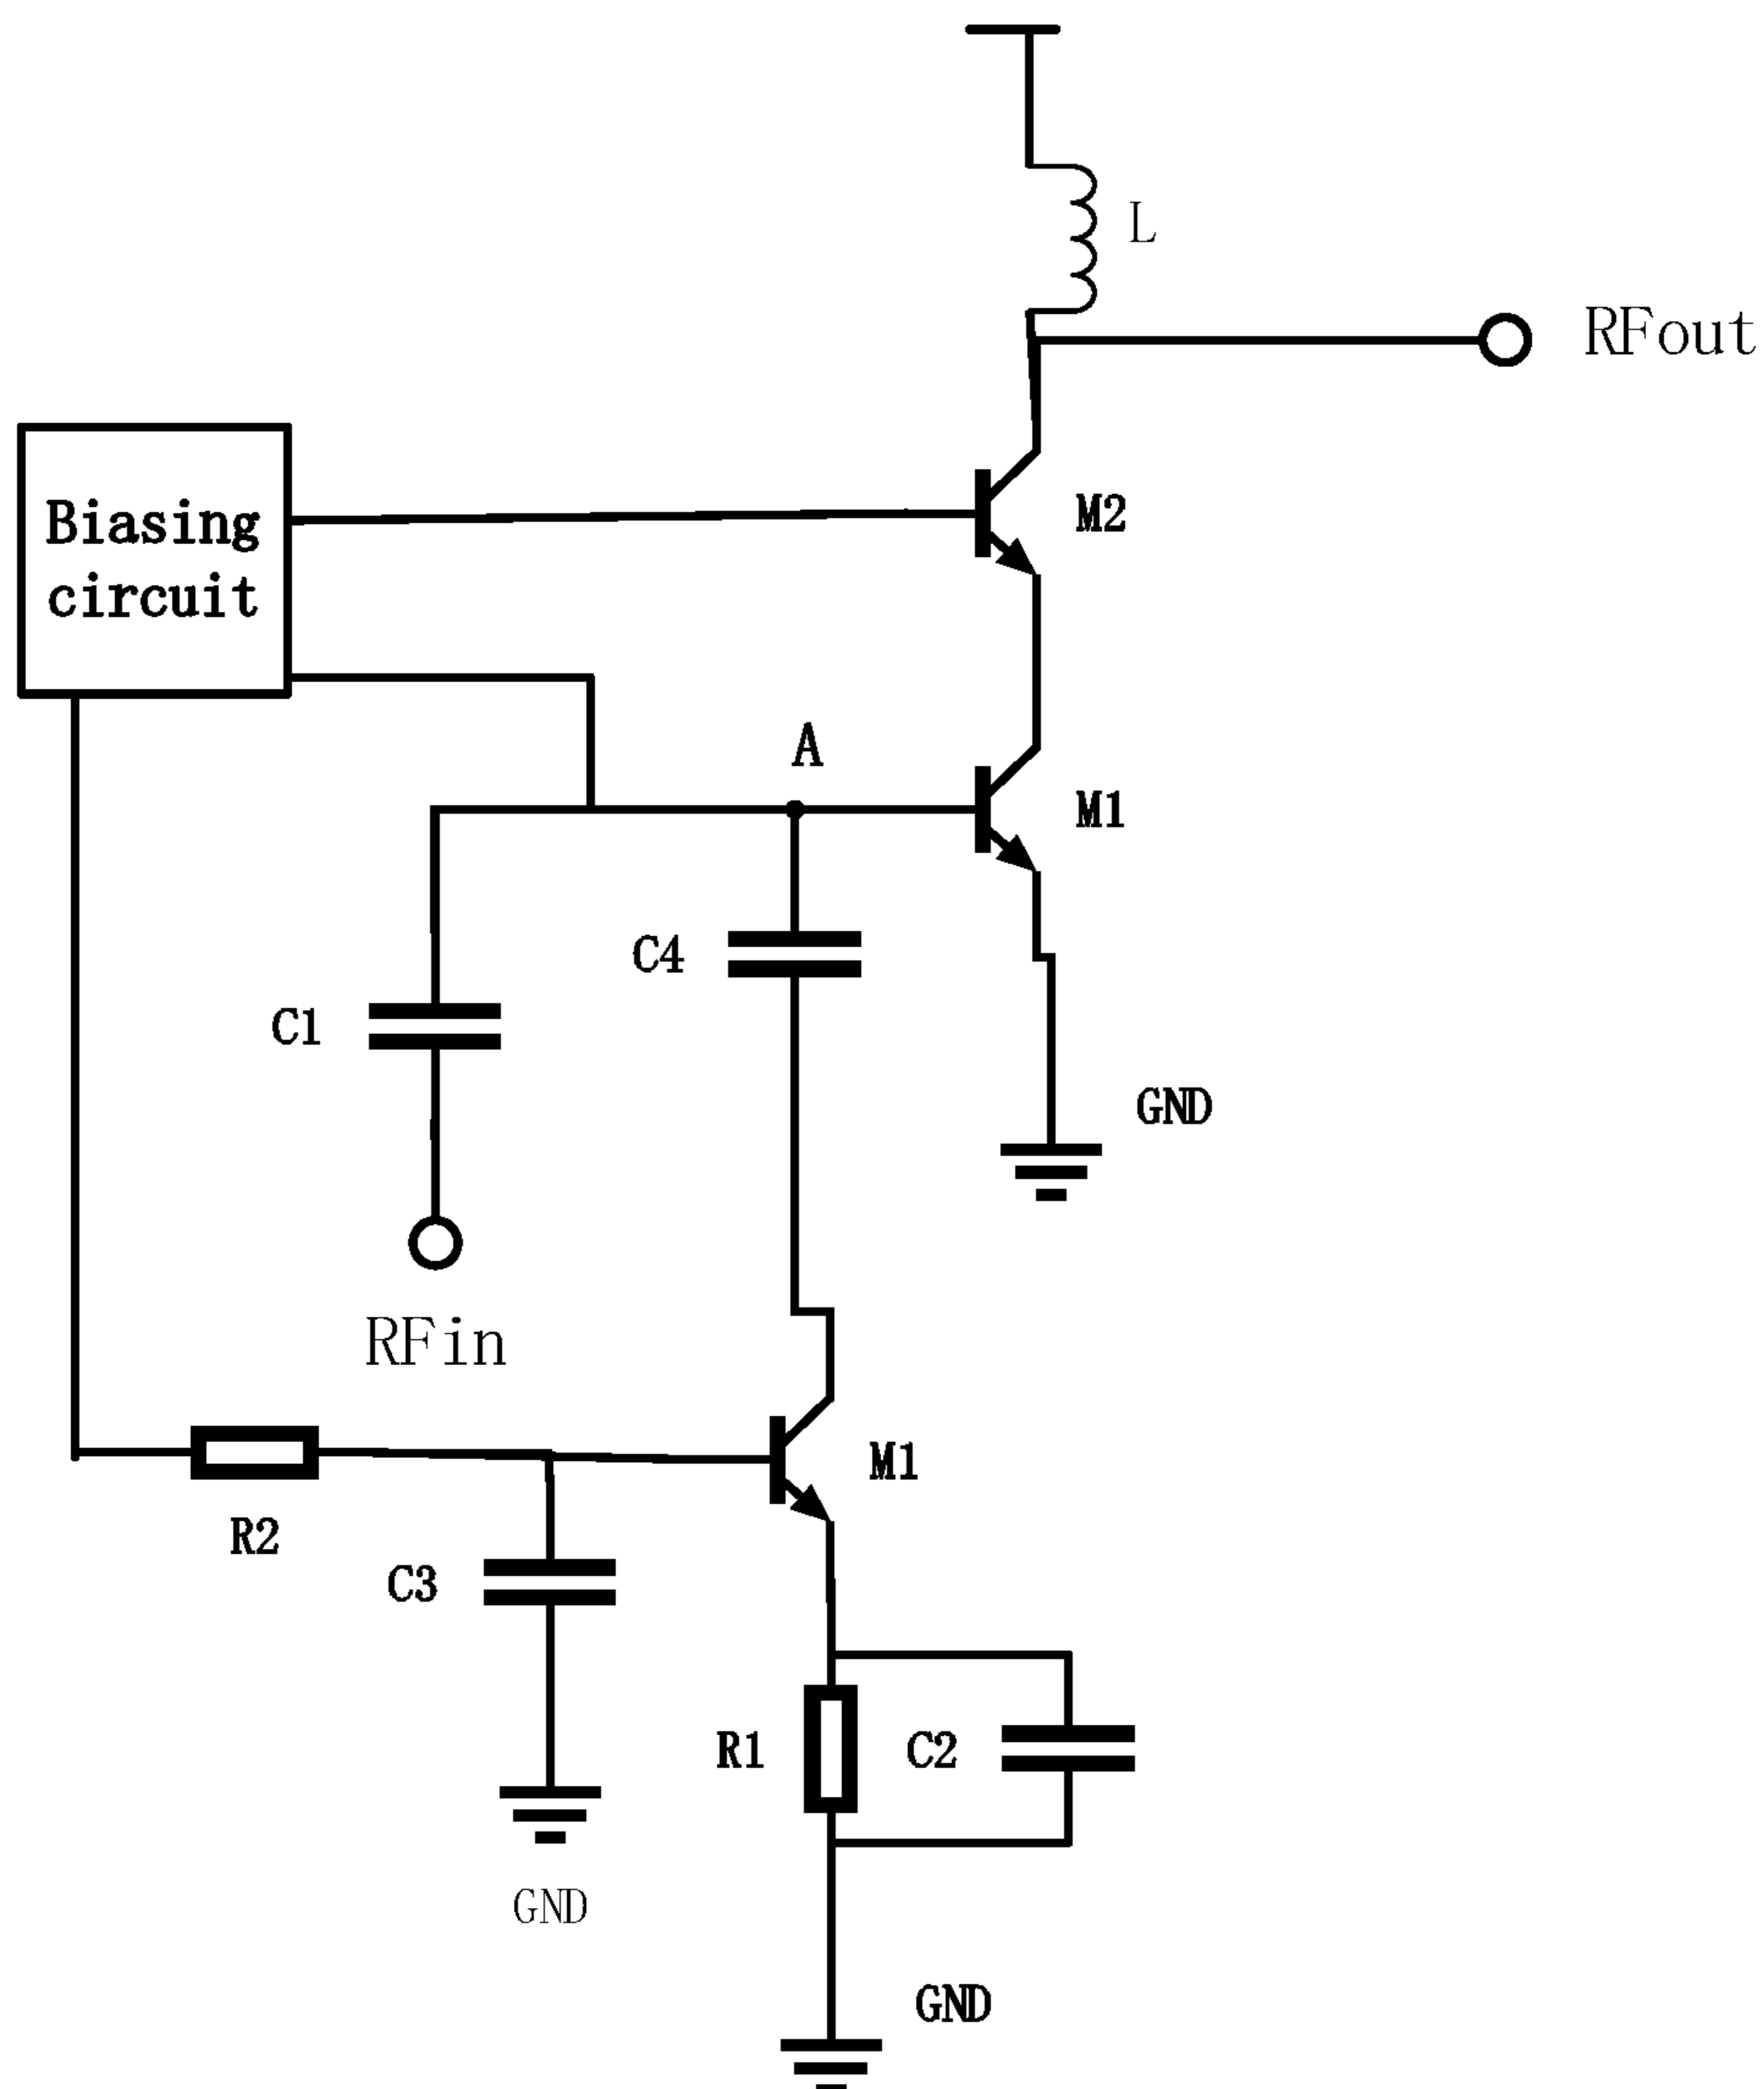 L
RFout
Biasing
circuit
M2
A
M1
C4
C1
GND
RFin
M1
R2
C3
R1
C2
GND
GND